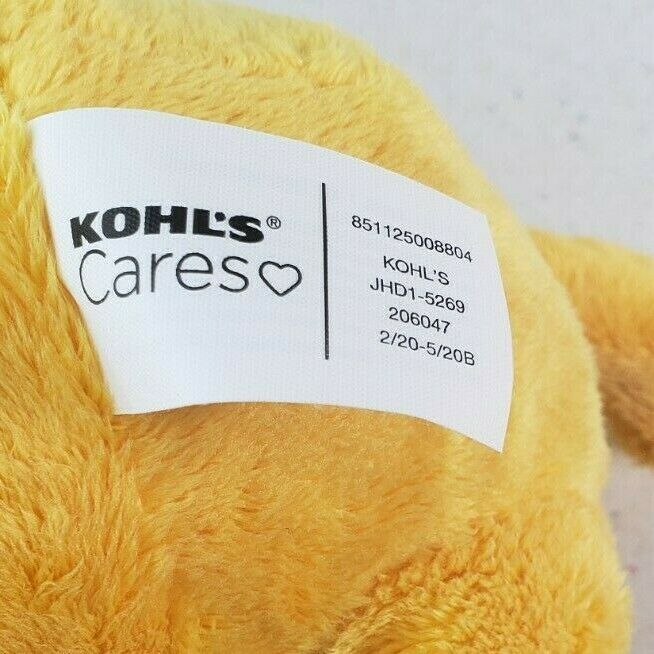 KOHL'S®
Cares♡
851125008804
KOHL'S
JHD1-5269
206047
2/20-5/20B